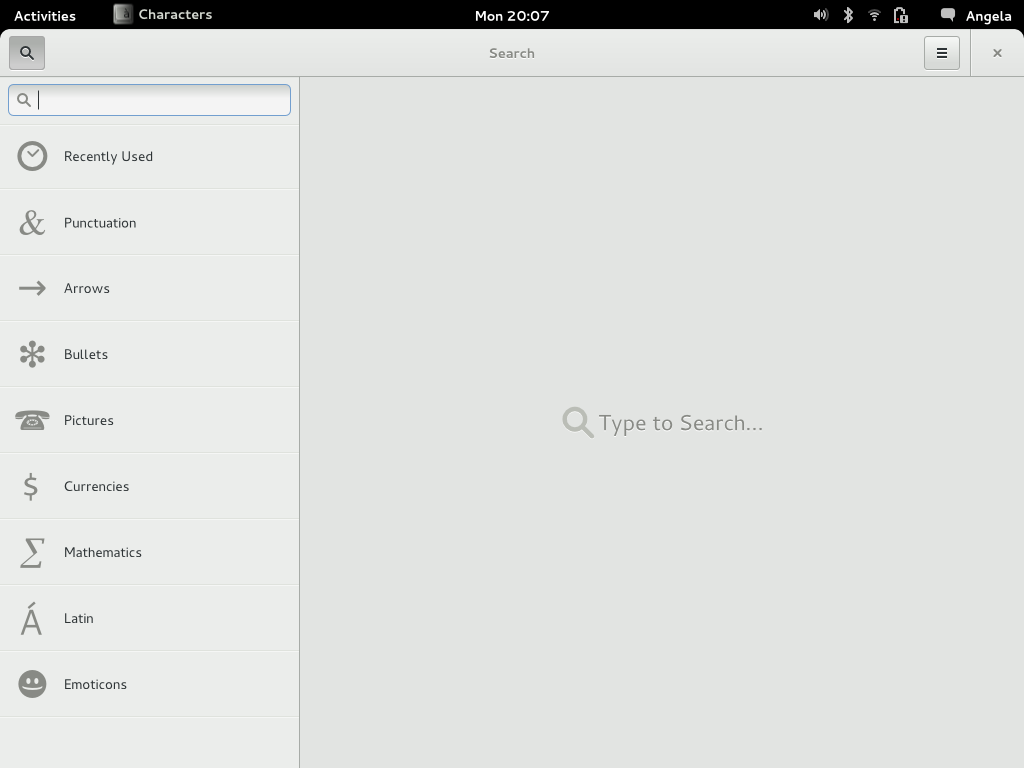 Activities Characters Mon 20:07 Angela
Search
Recently Used
Punctuation
Arrows
Bullets
Pictures
Currencies
Mathematics
Latin
Emoticons
Type to Search...